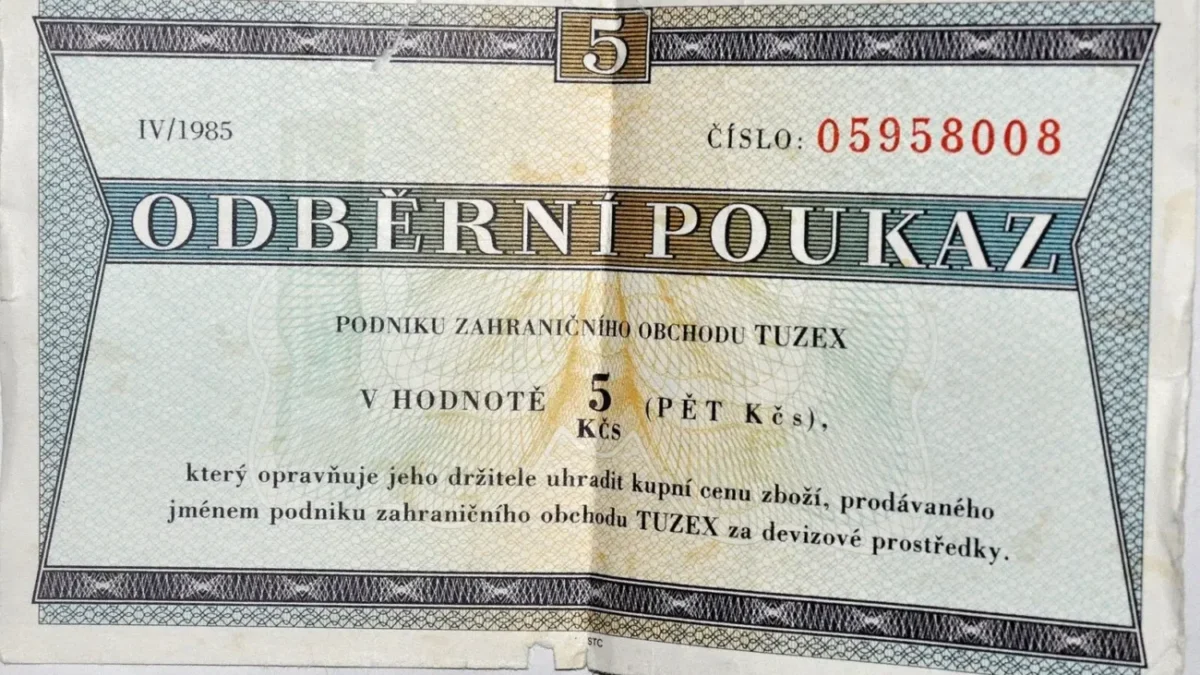 5
IV/1985
ČÍSLO: 05958008
ODBĚRNÍ POUKAZ
PODNIKU ZAHRANIČNÍHO OBCHODU TUZEX
V HODNOTĚ 5 Kčs (PĚT Kčs),
který opravňuje jeho držitele uhradit kupní cenu zboží, prodávaného
jménem podniku zahraničního obchodu TUZEX za devizové prostředky.
STC